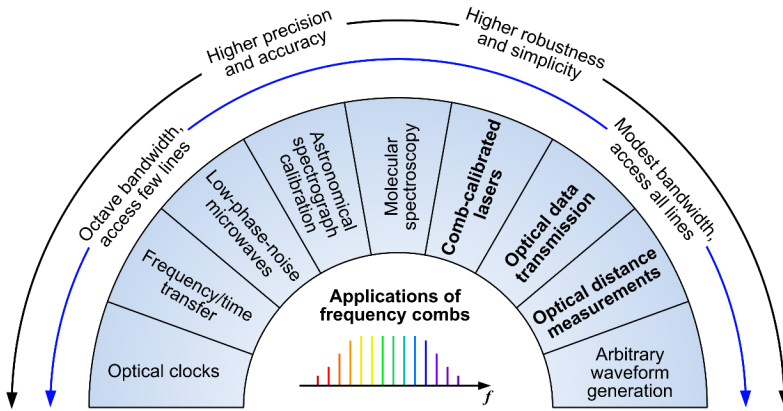 Higher precision
and accuracy
Higher robustness
and simplicity
Octave bandwidth,
access few lines
Modest bandwidth,
access all lines
Optical clocks
Frequency/time
transfer
Low-phase-noise
microwaves
Astronomical
spectrograph
calibration
Molecular
spectroscopy
Comb-calibrated
lasers
Optical data
transmission
Optical distance
measurements
Arbitrary
waveform
generation
Applications of
frequency combs
f